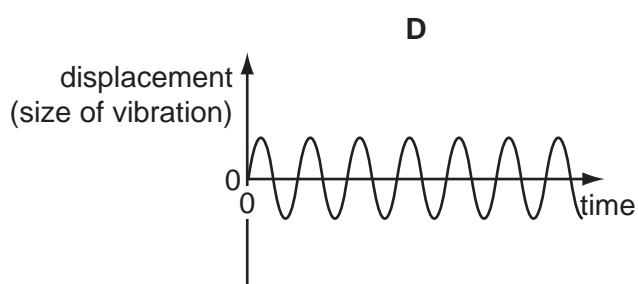 D
displacement
(size of vibration)
0
0
time